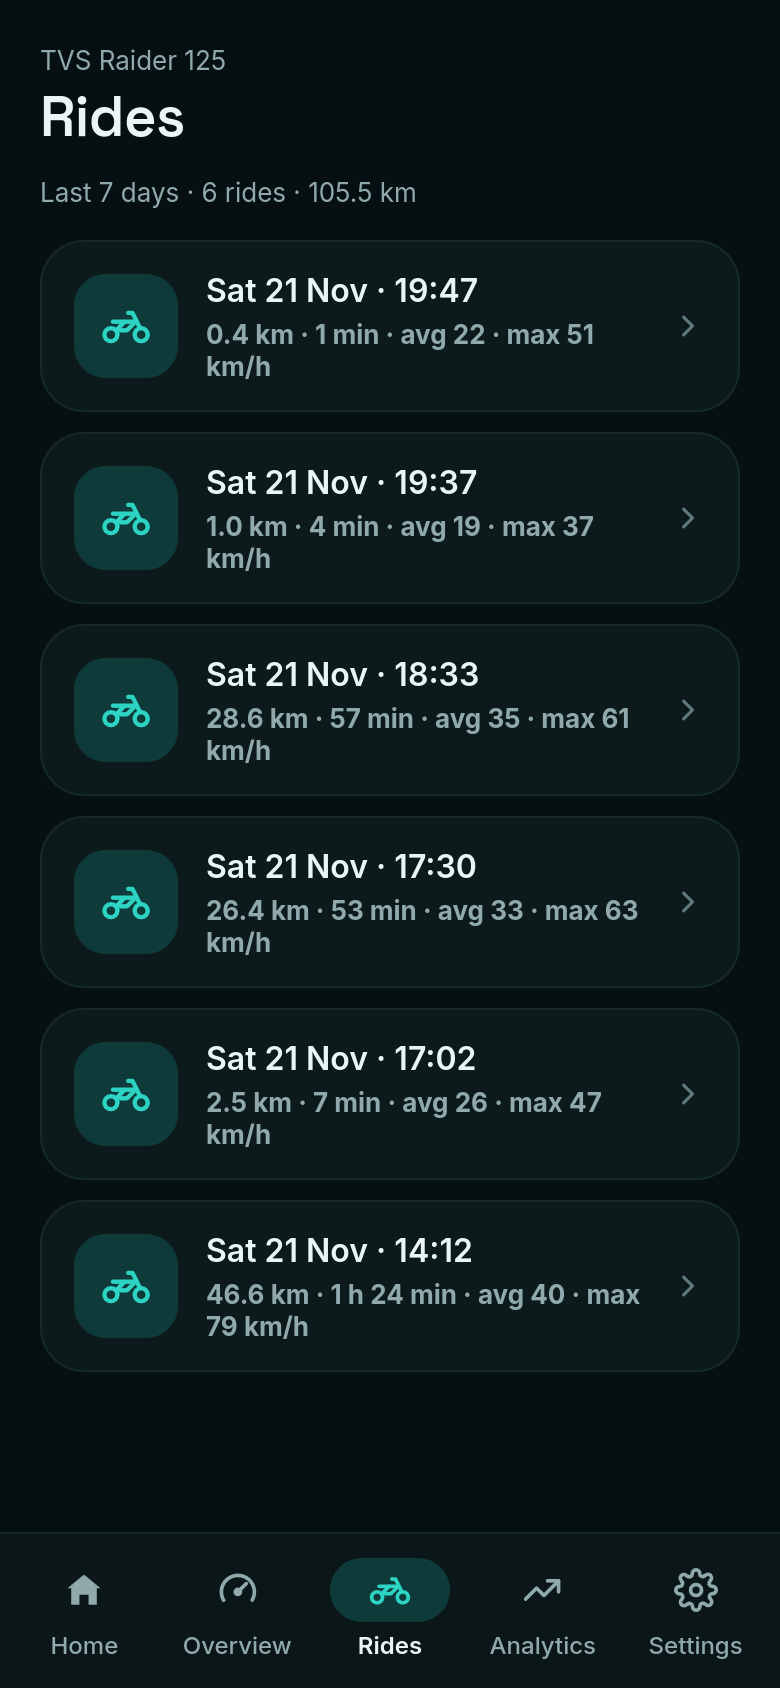 TVS Raider 125
Rides
Last 7 days · 6 rides · 105.5 km
Sat 21 Nov · 19:47
0.4 km · 1 min · avg 22 · max 51
km/h
Sat 21 Nov · 19:37
1.0 km · 4 min · avg 19 · max 37
km/h
Sat 21 Nov · 18:33
28.6 km · 57 min · avg 35 · max 61
km/h
Sat 21 Nov · 17:30
26.4 km · 53 min · avg 33 · max 63
km/h
Sat 21 Nov · 17:02
2.5 km · 7 min · avg 26 · max 47
km/h
Sat 21 Nov · 14:12
46.6 km · 1 h 24 min · avg 40 · max
79 km/h
Home
Overview
Rides
Analytics
Settings